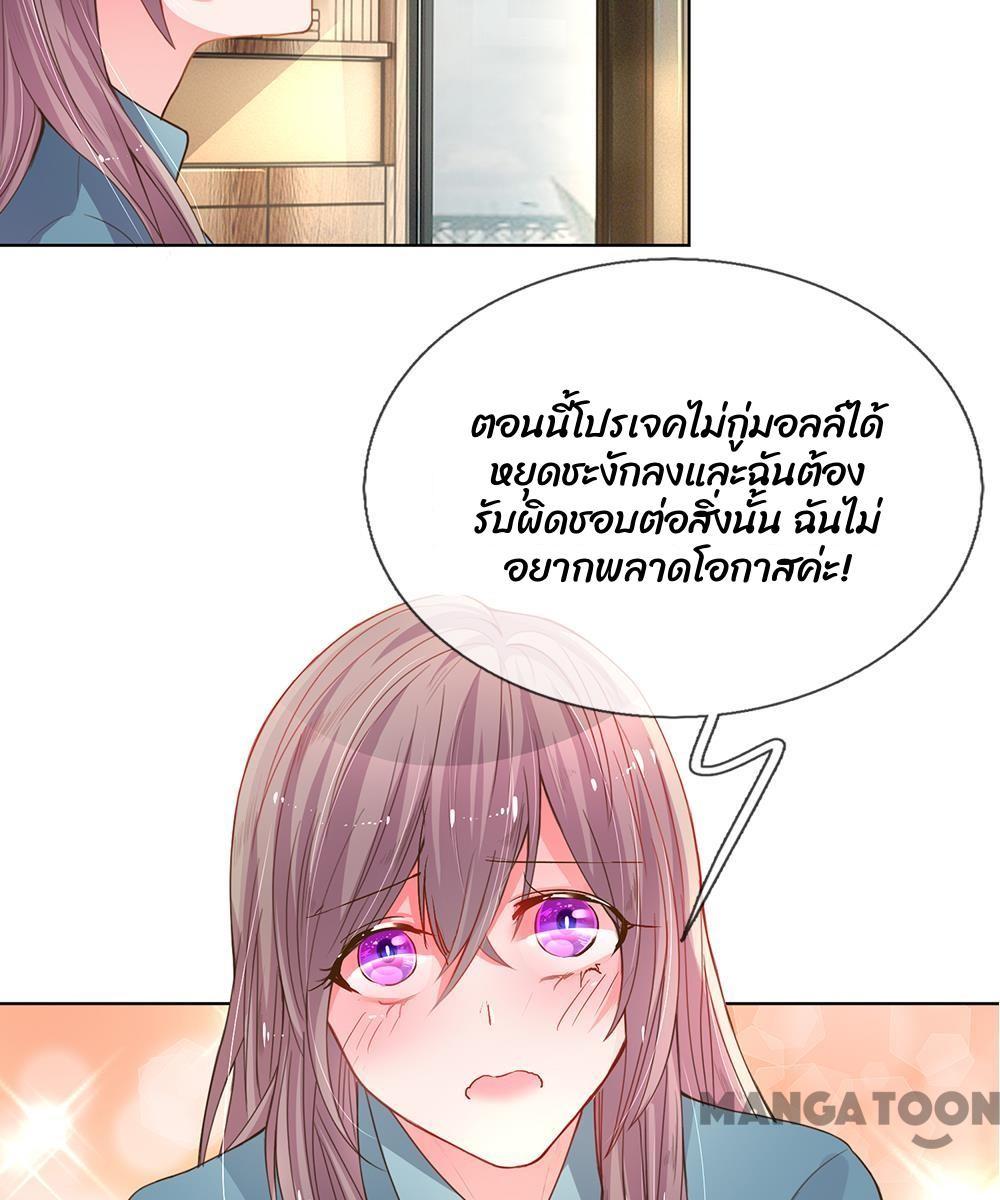 ตอนนี้โปรเจคไม่กู่มอลล์ได้
หยุดชะงักลงและฉันต้อง
รับผิดชอบต่อสิ่งนั้น ฉันไม่
อยากพลาดโอกาสค่ะ!
MANGATOON